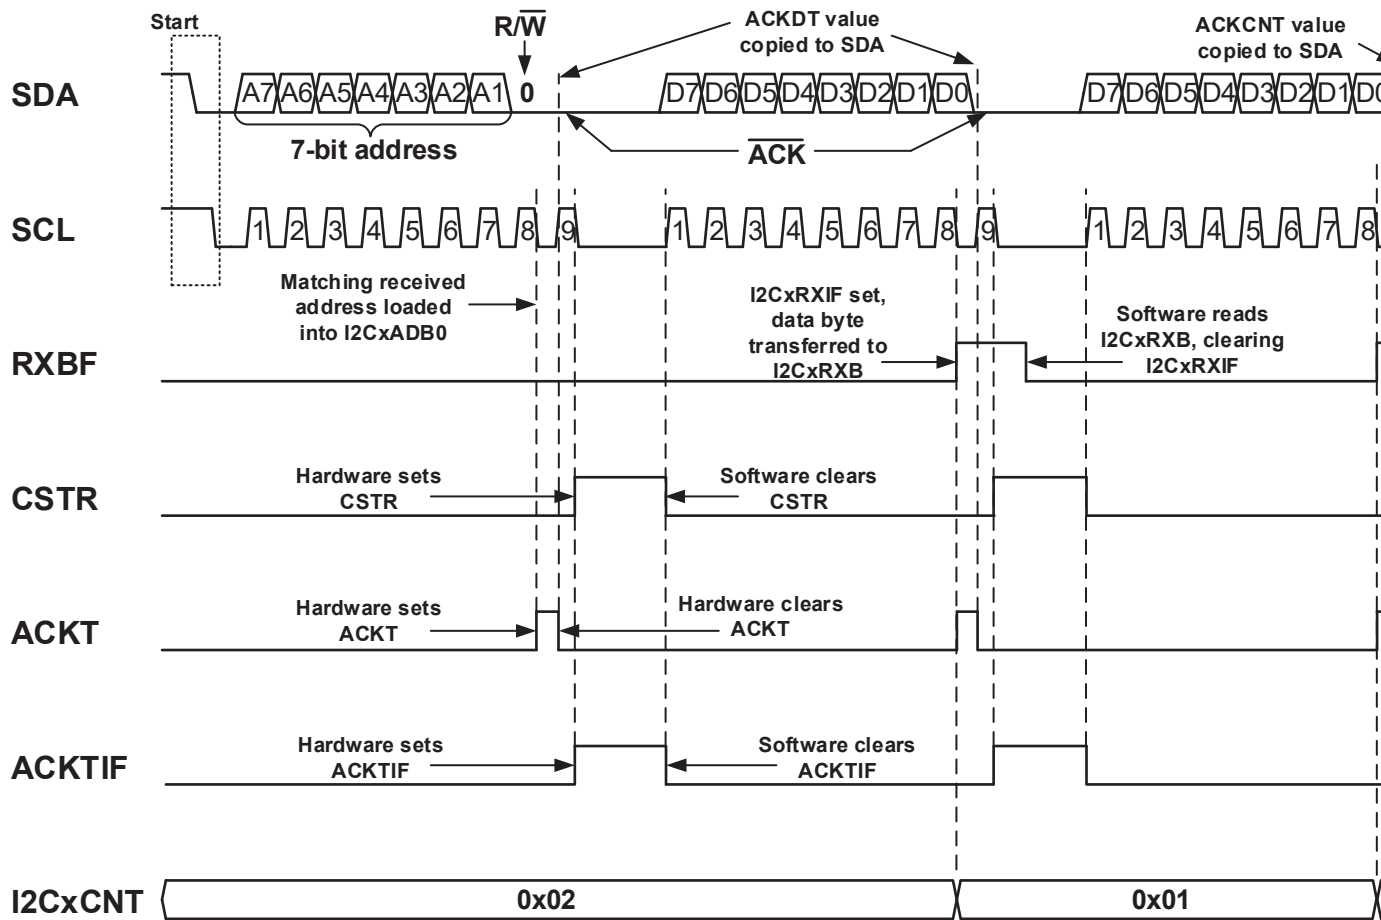 Start
R/W
ACKDT value
copied to SDA
ACKCNT value
copied to SDA
SDA
A7 A6 A5 A4 A3 A2 A1 0
D7 D6 D5 D4 D3 D2 D1 D0
D7 D6 D5 D4 D3 D2 D1 D0
7-bit address
ACK
SCL
1 2 3 4 5 6 7 8 9
1 2 3 4 5 6 7 8 9
1 2 3 4 5 6 7 8
Matching received
address loaded
into I2CxADB0
I2CxRXIF set,
data byte
transferred to
I2CxRXB
Software reads
I2CxRXB, clearing
I2CxRXIF
RXBF
CSTR
Hardware sets
CSTR
Software clears
CSTR
ACKT
Hardware sets
ACKT
Hardware clears
ACKT
ACKTIF
Hardware sets
ACKTIF
Software clears
ACKTIF
I2CxCNT
0x02
0x01